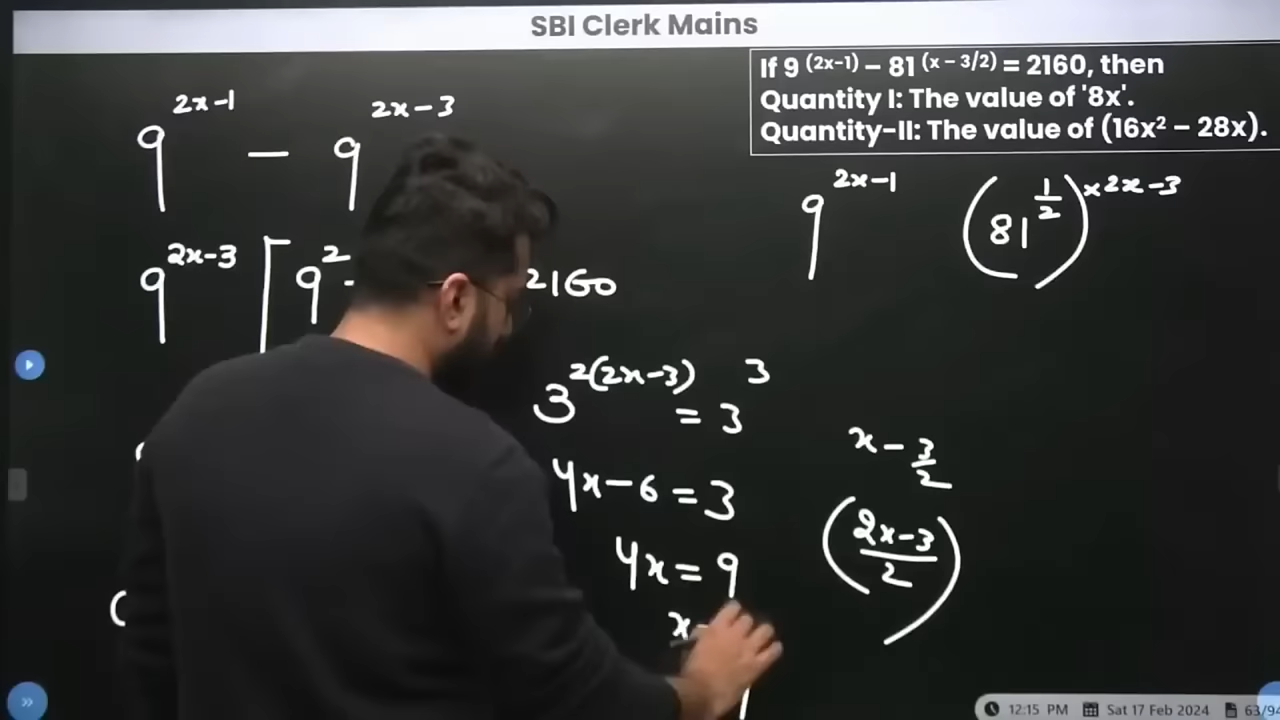 SBI Clerk Mains
If 9 (2x-1) – 81 (x – 3/2) = 2160, then
Quantity I: The value of '8x'.
Quantity-II: The value of (16x² – 28x).
9^2x-1 – 9^2x-3
9^2x-1 (81^1/2)^x 2x-3
9^2x-3 [9^2 - 2160
3^2(2x-3) = 3^3
4x-6 = 3
4x = 9
x
x - 3/2
(2x-3/2)
12:15 PM Sat 17 Feb 2024 63/94